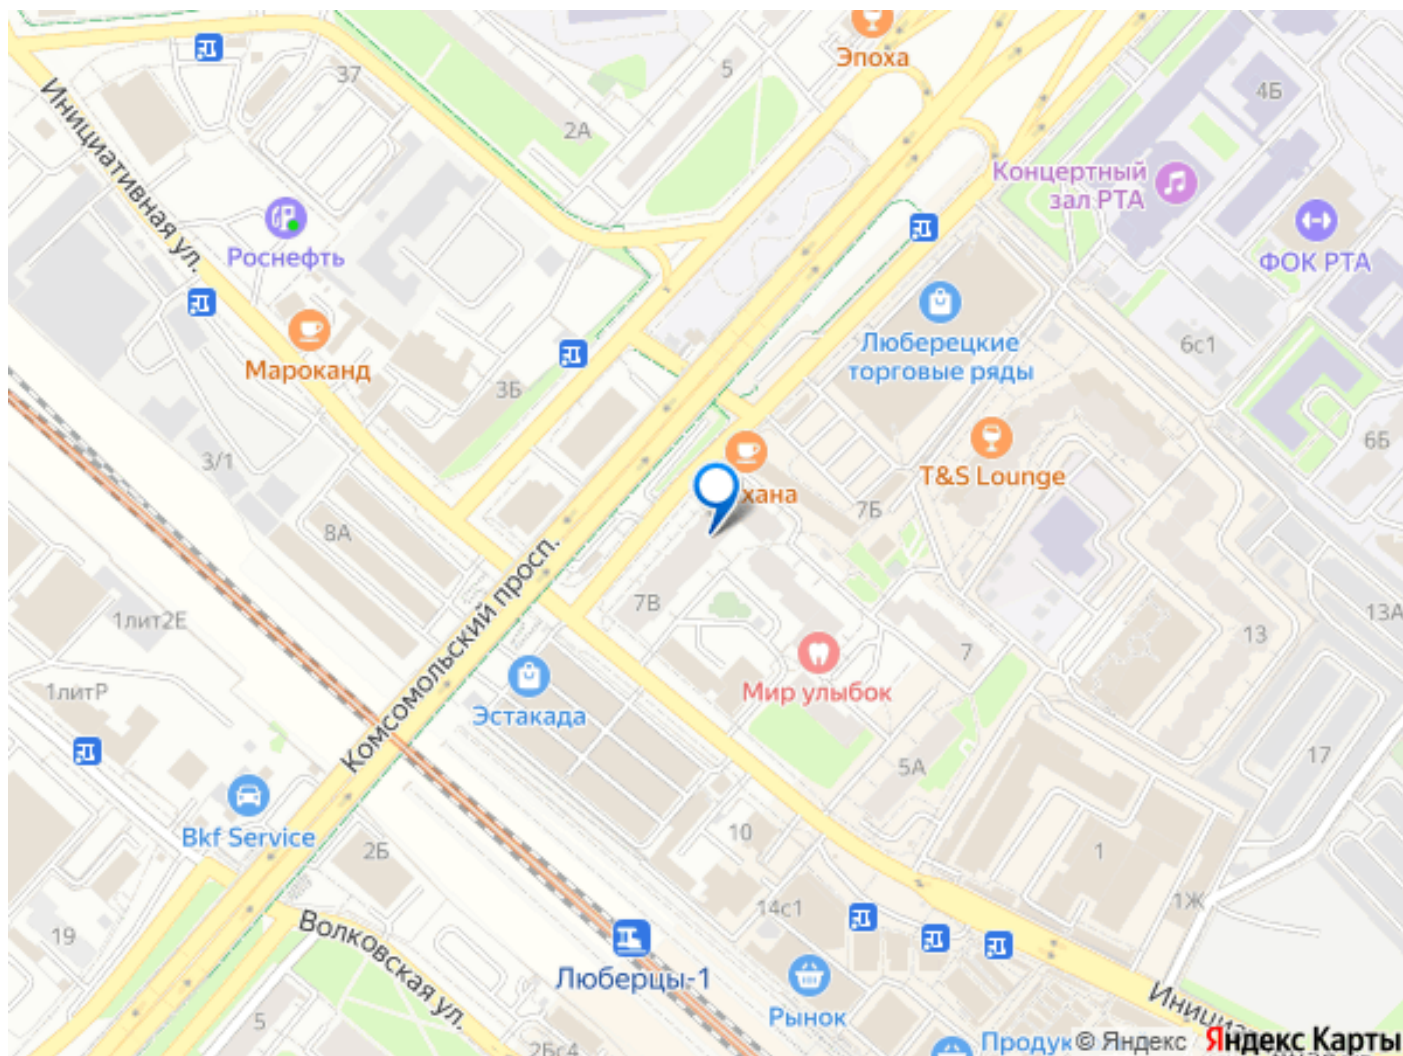 Эпоха
5
37
4Б
2А
Инициативная ул.
Концертный
зал РТА
Роснефть
ФОК РТА
Люберецкие
торговые ряды
6с1
Мароканд
3Б
6Б
3/1
T&S Lounge
хана
7Б
8А
Комсомольский просп.
7В
1лит2Е
13А
13
7
1литР
Мир улыбок
Эстакада
17
5А
Bkf Service
2Б
10
1
14с1
1Ж
19
Волковская ул.
Люберцы-1
5
Рынок
2Бс4
Продук
© Яндекс Яндекс Карты